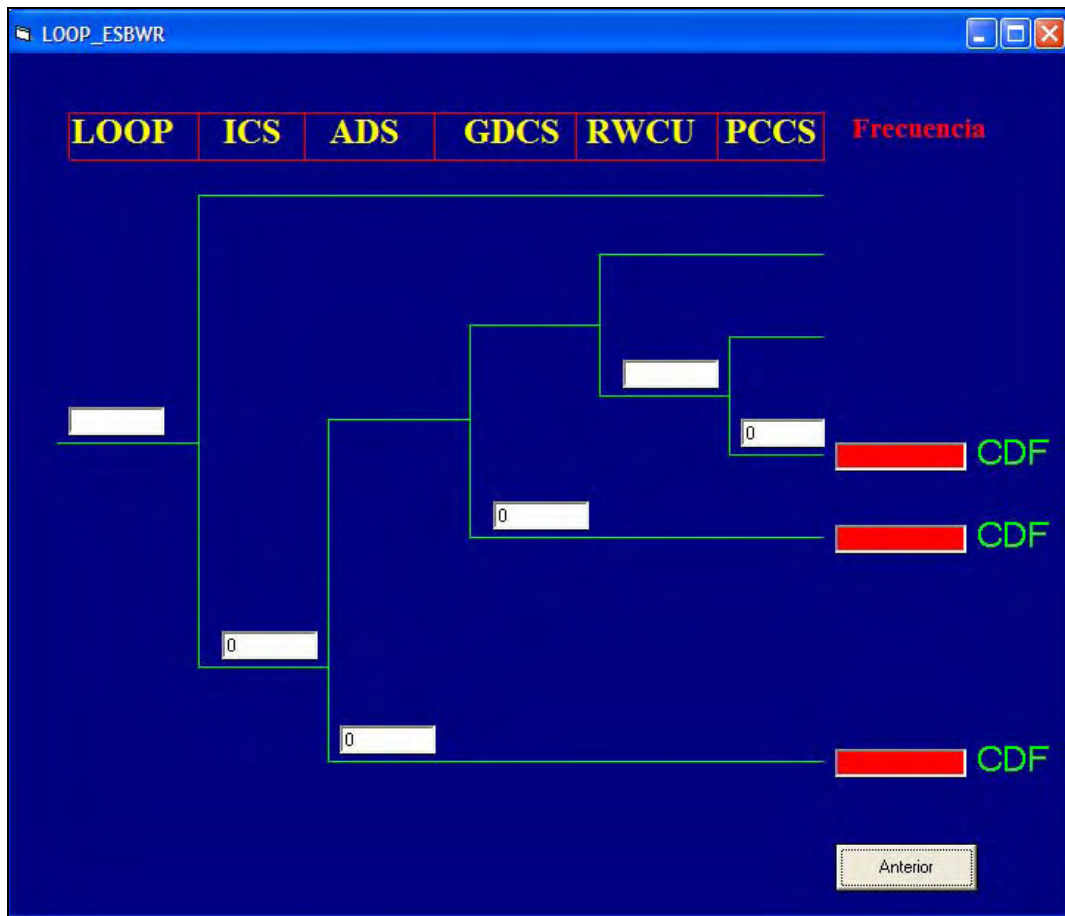 LOOP_ESBWR
LOOP ICS ADS GDCS RWCU PCCS Frecuencia
0
CDF
0
CDF
0
0
CDF
Anterior